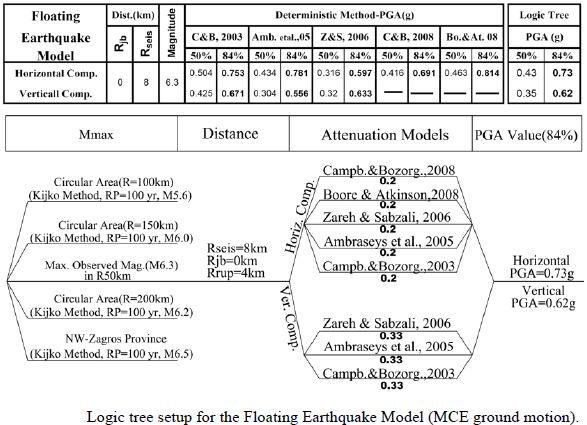 Floating Earthquake Model Dist.(km) Magnitude Deterministic Method-PGA(g) Logic Tree
Rjb Rseis C&B, 2003 Amb. etal.,05 Z&S, 2006 C&B, 2008 Bo.&At. 08 PGA (g)
50% 84% 50% 84% 50% 84% 50% 84% 50% 84% 50% 84%
Horizontal Comp. 0 8 6.3 0.504 0.753 0.434 0.781 0.316 0.597 0.416 0.691 0.463 0.814 0.43 0.73
Verticall Comp. 0.425 0.671 0.304 0.556 0.32 0.633 — — — — 0.35 0.62
Mmax Distance Attenuation Models PGA Value(84%)
Circular Area(R=100km)
(Kijko Method, RP=100 yr, M5.6)
Circular Area(R=150km)
(Kijko Method, RP=100 yr, M6.0)
Max. Observed Mag.(M6.3)
in R50km
Circular Area(R=200km)
(Kijko Method, RP=100 yr, M6.2)
NW-Zagros Province
(Kijko Method, RP=100 yr, M6.5)
Rseis=8km
Rjb=0km
Rrup=4km
Horiz. Comp.
Campb.&Bozorg.,2008
0.2
Boore & Atkinson,2008
0.2
Zareh & Sabzali, 2006
0.2
Ambraseys et al., 2005
0.2
Campb.&Bozorg.,2003
0.2
Ver. Comp.
Zareh & Sabzali, 2006
0.33
Ambraseys et al., 2005
0.33
Campb.&Bozorg.,2003
0.33
Horizontal
PGA=0.73g
Vertical
PGA=0.62g
Logic tree setup for the Floating Earthquake Model (MCE ground motion).